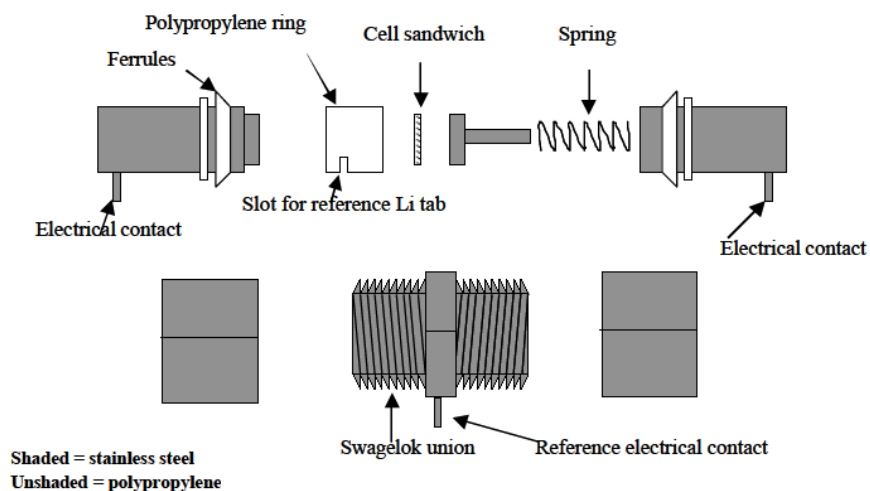 Polypropylene ring
Cell sandwich
Spring
Ferrules
Slot for reference Li tab
Electrical contact
Electrical contact
Swagelok union
Reference electrical contact
Shaded = stainless steel
Unshaded = polypropylene